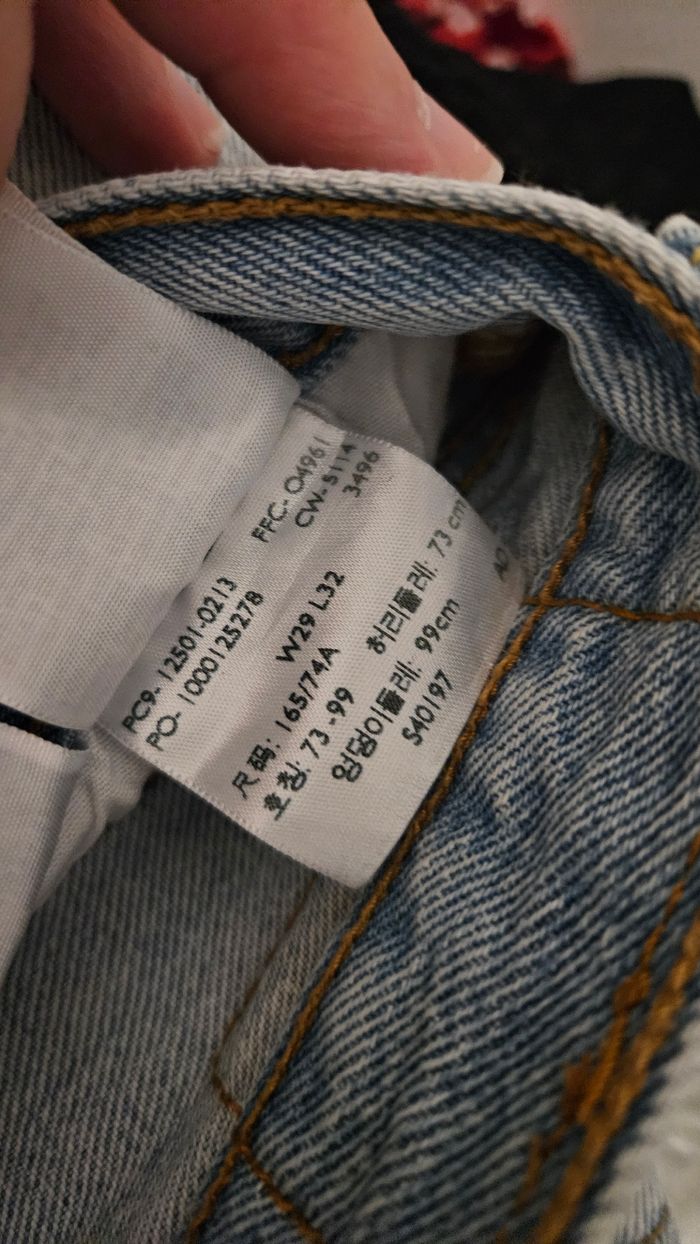 FFC- O4961
CW- S114
3496
PC9- 12501-0213
PO- 1000125278
W29 L32
尺码: 165/74A
호칭: 73 -99
허리둘레: 73 cm
엉덩이둘레: 99cm
S40197